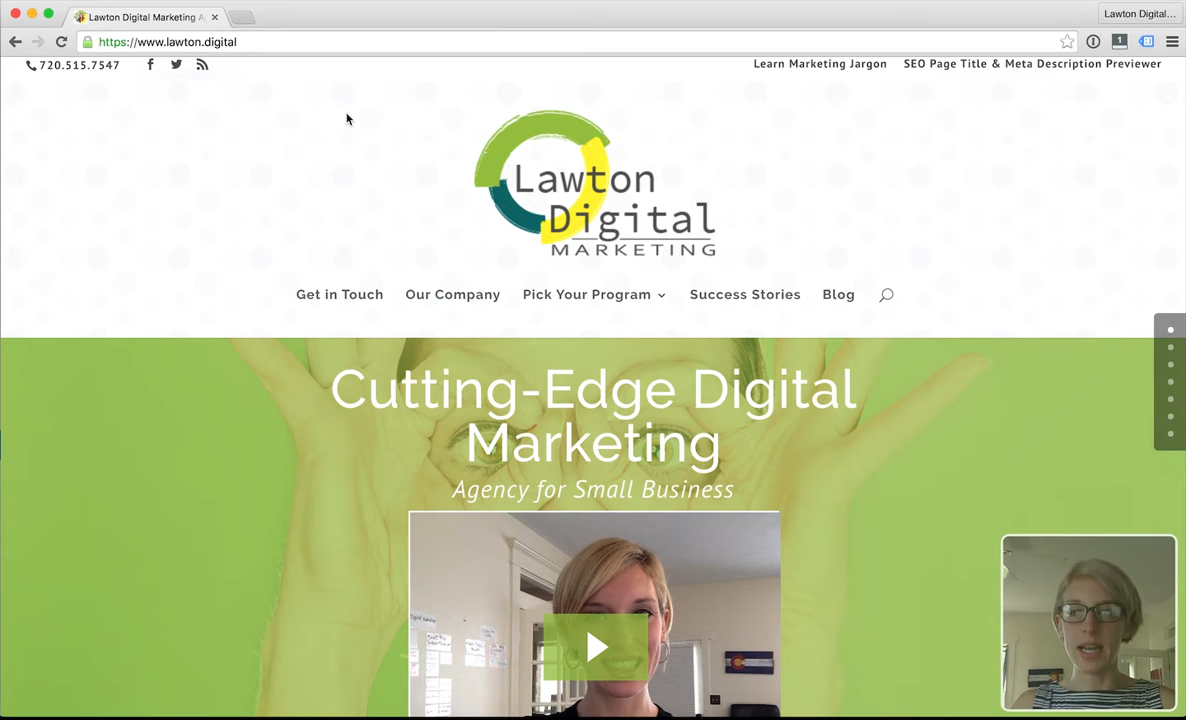 Lawton Digital Marketing A
Lawton Digital...
https://www.lawton.digital
1
720.515.7547
Learn Marketing Jargon
SEO Page Title & Meta Description Previewer
Lawton
Digital
MARKETING
Get in Touch
Our Company
Pick Your Program
Success Stories
Blog
Cutting-Edge Digital
Marketing
Agency for Small Business